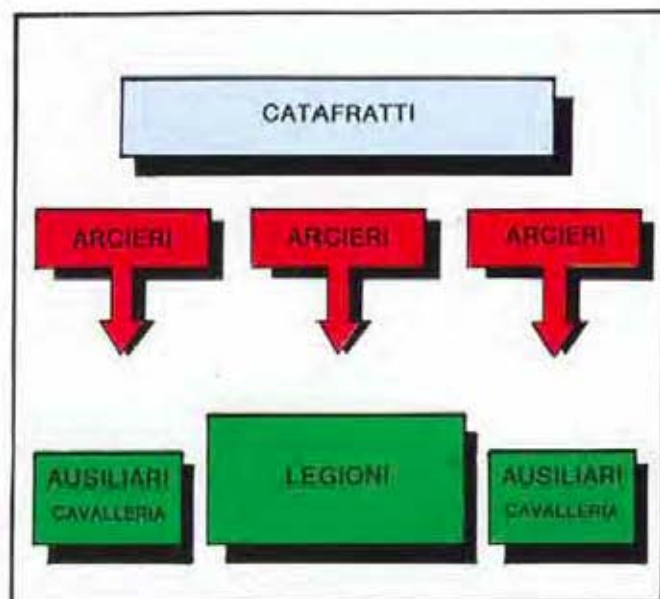 CATAFRATTI
ARCIERI ARCIERI ARCIERI
AUSILIARI
CAVALLERIA
LEGIONI
AUSILIARI
CAVALLERIA